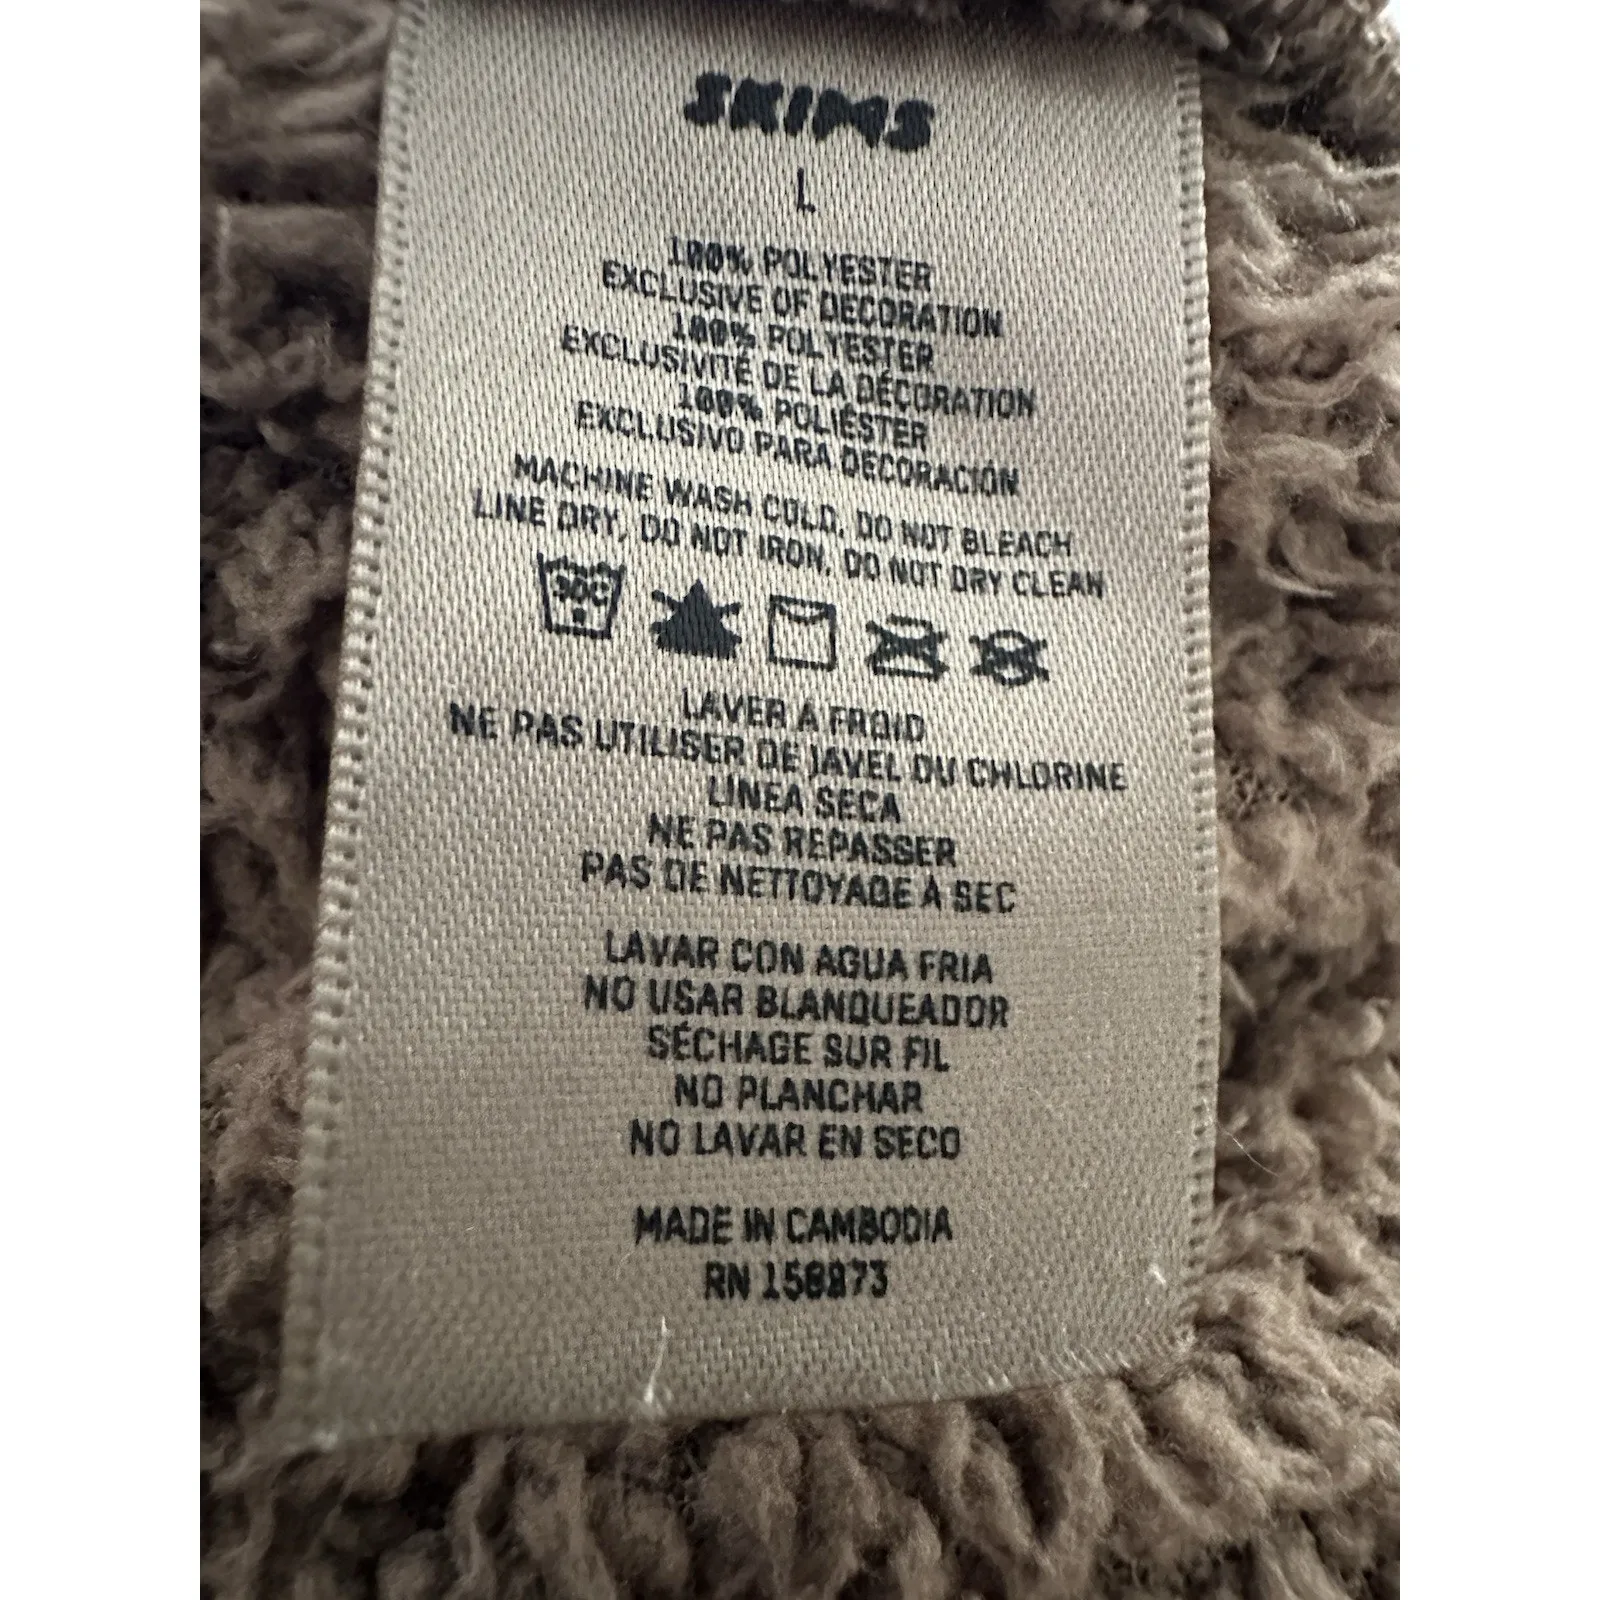 SKIMS
L
100% POLYESTER
EXCLUSIVE OF DECORATION
100% POLYESTER
EXCLUSIVITÉ DE LA DÉCORATION
100% POLIÉSTER
EXCLUSIVO PARA DECORACIÓN
MACHINE WASH COLD, DO NOT BLEACH
LINE DRY, DO NOT IRON, DO NOT DRY CLEAN
30C
LAVER À FROID
NE PAS UTILISER DE JAVEL DU CHLORINE
LÍNEA SECA
NE PAS REPASSER
PAS DE NETTOYAGE À SEC
LAVAR CON AGUA FRIA
NO USAR BLANQUEADOR
SÉCHAGE SUR FIL
NO PLANCHAR
NO LAVAR EN SECO
MADE IN CAMBODIA
RN